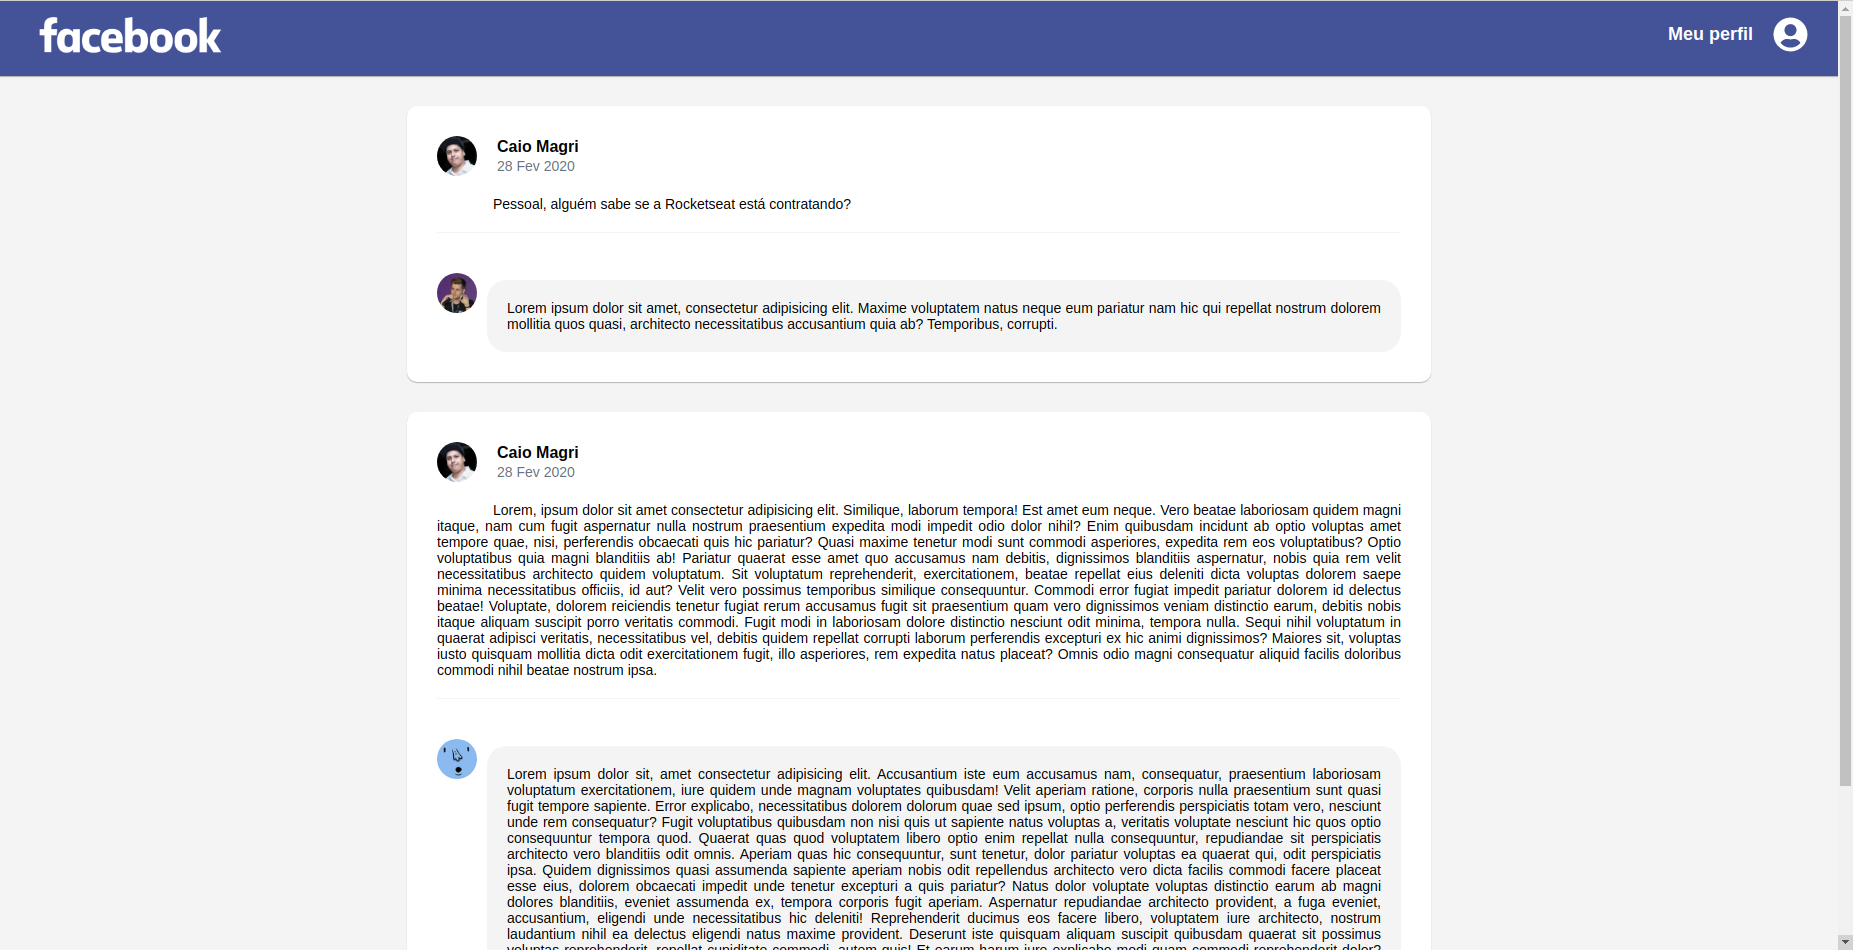 facebook
Meu perfil
Caio Magri
28 Fev 2020
Pessoal, alguém sabe se a Rocketseat está contratando?
Lorem ipsum dolor sit amet, consectetur adipisicing elit. Maxime voluptatem natus neque eum pariatur nam hic qui repellat nostrum dolorem
mollitia quos quasi, architecto necessitatibus accusantium quia ab? Temporibus, corrupti.
Caio Magri
28 Fev 2020
Lorem, ipsum dolor sit amet consectetur adipisicing elit. Similique, laborum tempora! Est amet eum neque. Vero beatae laboriosam quidem magni
itaque, nam cum fugit aspernatur nulla nostrum praesentium expedita modi impedit odio dolor nihil? Enim quibusdam incidunt ab optio voluptas amet
tempore quae, nisi, perferendis obcaecati quis hic pariatur? Quasi maxime tenetur modi sunt commodi asperiores, expedita rem eos voluptatibus? Optio
voluptatibus quia magni blanditiis ab! Pariatur quaerat esse amet quo accusamus nam debitis, dignissimos blanditiis aspernatur, nobis quia rem velit
necessitatibus architecto quidem voluptatum. Sit voluptatum reprehenderit, exercitationem, beatae repellat eius deleniti dicta voluptas dolorem saepe
minima necessitatibus officiis, id aut? Velit vero possimus temporibus similique consequuntur. Commodi error fugiat impedit pariatur dolorem id delectus
beatae! Voluptate, dolorem reiciendis tenetur fugiat rerum accusamus fugit sit praesentium quam vero dignissimos veniam distinctio earum, debitis nobis
itaque aliquam suscipit porro veritatis commodi. Fugit modi in laboriosam dolore distinctio nesciunt odit minima, tempora nulla. Sequi nihil voluptatum in
quaerat adipisci veritatis, necessitatibus vel, debitis quidem repellat corrupti laborum perferendis excepturi ex hic animi dignissimos? Maiores sit, voluptas
iusto quisquam mollitia dicta odit exercitationem fugit, illo asperiores, rem expedita natus placeat? Omnis odio magni consequatur aliquid facilis doloribus
commodi nihil beatae nostrum ipsa.
Lorem ipsum dolor sit, amet consectetur adipisicing elit. Accusantium iste eum accusamus nam, consequatur, praesentium laboriosam
voluptatum exercitationem, iure quidem unde magnam voluptates quibusdam! Velit aperiam ratione, corporis nulla praesentium sunt quasi
fugit tempore sapiente. Error explicabo, necessitatibus dolorem dolorum quae sed ipsum, optio perferendis perspiciatis totam vero, nesciunt
unde rem consequatur? Fugit voluptatibus quibusdam non nisi quis ut sapiente natus voluptas a, veritatis voluptate nesciunt hic quos optio
consequuntur tempora quod. Quaerat quas quod voluptatem libero optio enim repellat nulla consequuntur, repudiandae sit perspiciatis
architecto vero blanditiis odit omnis. Aperiam quas hic consequuntur, sunt tenetur, dolor pariatur voluptas ea quaerat qui, odit perspiciatis
ipsa. Quidem dignissimos quasi assumenda sapiente aperiam nobis odit repellendus architecto vero dicta facilis commodi facere placeat
esse eius, dolorem obcaecati impedit unde tenetur excepturi a quis pariatur? Natus dolor voluptate voluptas distinctio earum ab magni
dolores blanditiis, eveniet assumenda ex, tempora corporis fugit aperiam. Aspernatur repudiandae architecto provident, a fuga eveniet,
accusantium, eligendi unde necessitatibus hic deleniti! Reprehenderit ducimus eos facere libero, voluptatem iure architecto, nostrum
laudantium nihil ea delectus eligendi natus maxime provident. Deserunt iste quisquam aliquam suscipit quibusdam quaerat sit possimus
voluptas reprehenderit, repellat cupiditate commodi, autem quis! Et earum harum iure explicabo modi quam commodi reprehenderit dolor?